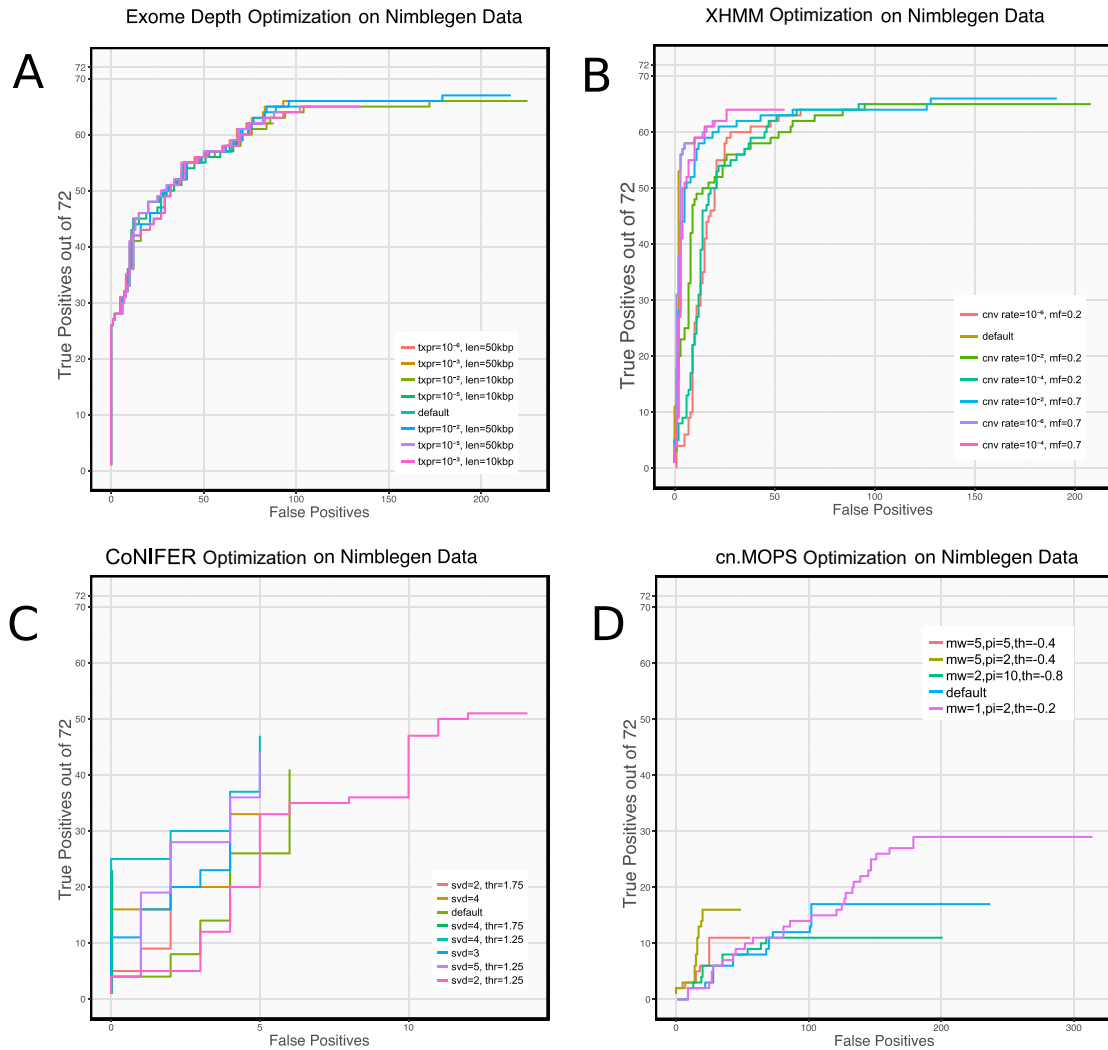 Exome Depth Optimization on Nimblegen Data
A
True Positives out of 72
72
70
60
50
40
30
20
10
0
txpr=10⁻⁶, len=50kbp
txpr=10⁻³, len=50kbp
txpr=10⁻², len=10kbp
txpr=10⁻⁵, len=10kbp
default
txpr=10⁻², len=50kbp
txpr=10⁻⁵, len=50kbp
txpr=10⁻³, len=10kbp
0 50 100 150 200
False Positives
XHMM Optimization on Nimblegen Data
B
True Positives out of 72
72
70
60
50
40
30
20
10
0
cnv rate=10⁻⁶, mf=0.2
default
cnv rate=10⁻², mf=0.2
cnv rate=10⁻⁴, mf=0.2
cnv rate=10⁻², mf=0.7
cnv rate=10⁻⁶, mf=0.7
cnv rate=10⁻⁴, mf=0.7
0 50 100 150 200
False Positives
CoNIFER Optimization on Nimblegen Data
C
True Positives out of 72
72
70
60
50
40
30
20
10
0
svd=2, thr=1.75
svd=4
default
svd=4, thr=1.75
svd=4, thr=1.25
svd=3
svd=5, thr=1.25
svd=2, thr=1.25
0 5 10
False Positives
cn.MOPS Optimization on Nimblegen Data
D
True Positives out of 72
72
70
60
50
40
30
20
10
0
mw=5,pi=5,th=-0.4
mw=5,pi=2,th=-0.4
mw=2,pi=10,th=-0.8
default
mw=1,pi=2,th=-0.2
0 100 200 300
False Positives